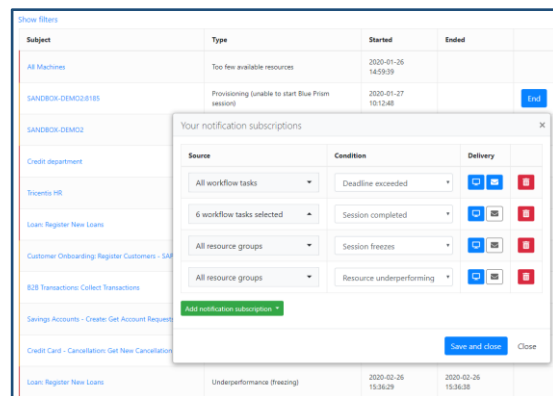 Show filters
Subject Type Started Ended
All Machines Too few available resources 2020-01-26 14:59:39
SANDBOX-DEMO2:8185 Provisioning (unable to start Blue Prism session) 2020-01-27 10:12:48 End
SANDBOX-DEMO2
Credit department
Tricentis HR
Loan: Register New Loans
Customer Onboarding: Register Customers - SAP
B2B Transactions: Collect Transactions
Savings Accounts - Create: Get Account Requests
Credit Card - Cancellation: Get New Cancellation
Loan: Register New Loans Underperformance (freezing) 2020-02-26 15:36:29 2020-02-26 15:36:38
Your notification subscriptions ×
Source Condition Delivery
All workflow tasks Deadline exceeded
6 workflow tasks selected Session completed
All resource groups Session freezes
All resource groups Resource underperforming
Add notification subscription
Save and close Close